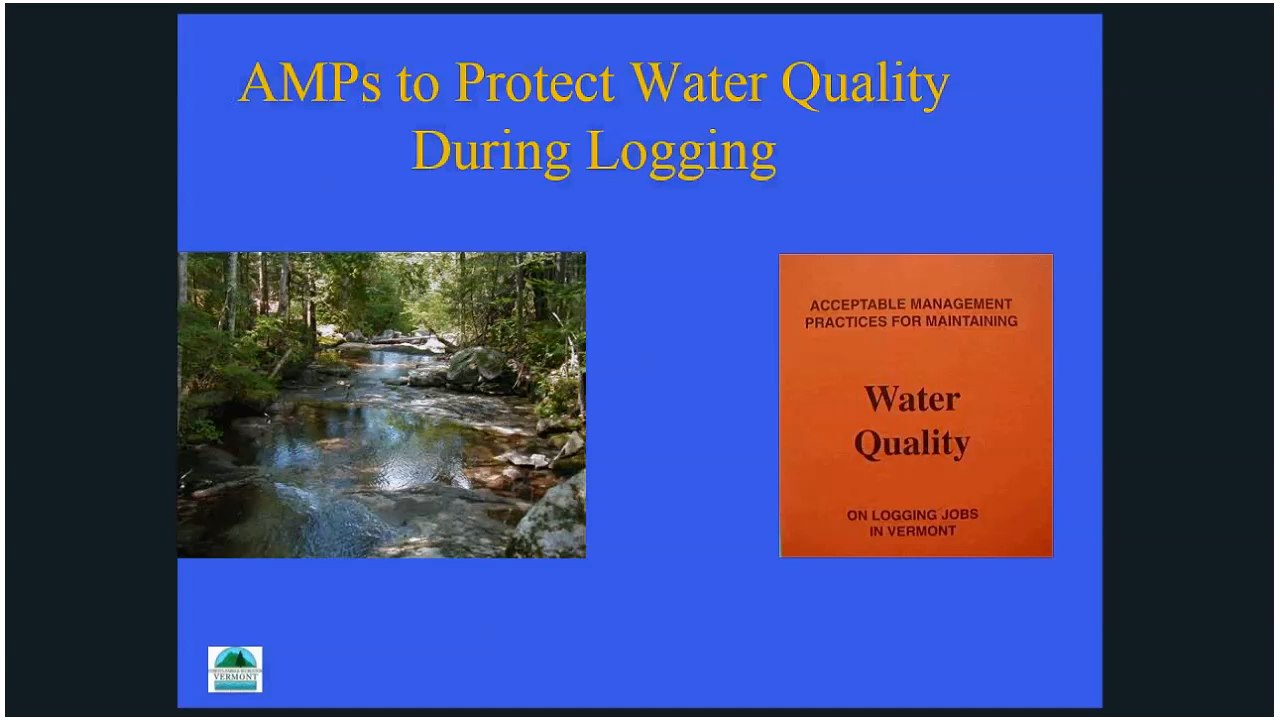 AMPs to Protect Water Quality
During Logging
ACCEPTABLE MANAGEMENT
PRACTICES FOR MAINTAINING
Water
Quality
ON LOGGING JOBS
IN VERMONT
VERMONT